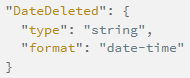 "DateDeleted": {
  "type": "string",
  "format": "date-time"
}